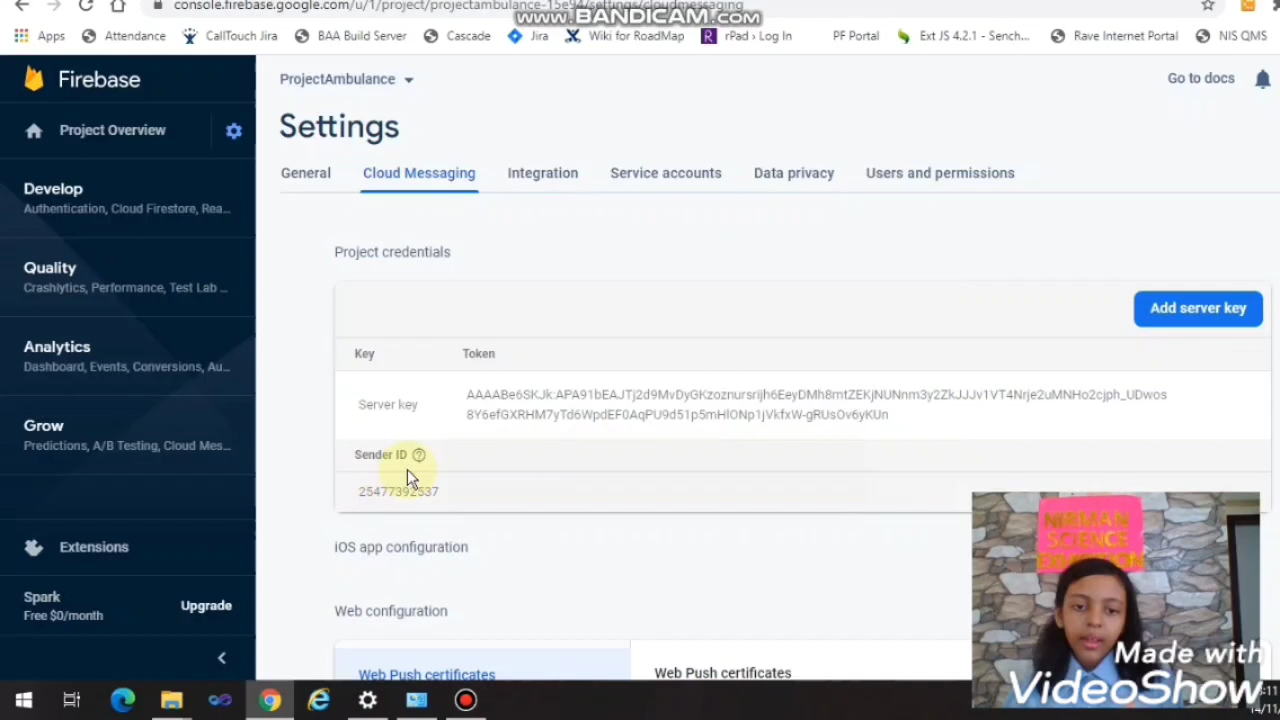 console.firebase.google.com/u/1/project/projectambulance-15e94/settings/cloudmessaging
www.BANDICAM.com
Apps Attendance CallTouch Jira BAA Build Server Cascade Jira Wiki for RoadMap rPad › Log In PF Portal Ext JS 4.2.1 - Sench... Rave Internet Portal NIS QMS
Firebase
ProjectAmbulance
Go to docs
Project Overview
Settings
General Cloud Messaging Integration Service accounts Data privacy Users and permissions
Develop
Authentication, Cloud Firestore, Rea...
Quality
Crashlytics, Performance, Test Lab ...
Analytics
Dashboard, Events, Conversions, Au...
Grow
Predictions, A/B Testing, Cloud Mes...
Extensions
Spark
Free $0/month
Upgrade
Project credentials
Add server key
Key Token
Server key
Sender ID
25477392537
iOS app configuration
Web configuration
Web Push certificates
Web Push certificates
NIRMAN
SCIENCE
Made with
VideoShow